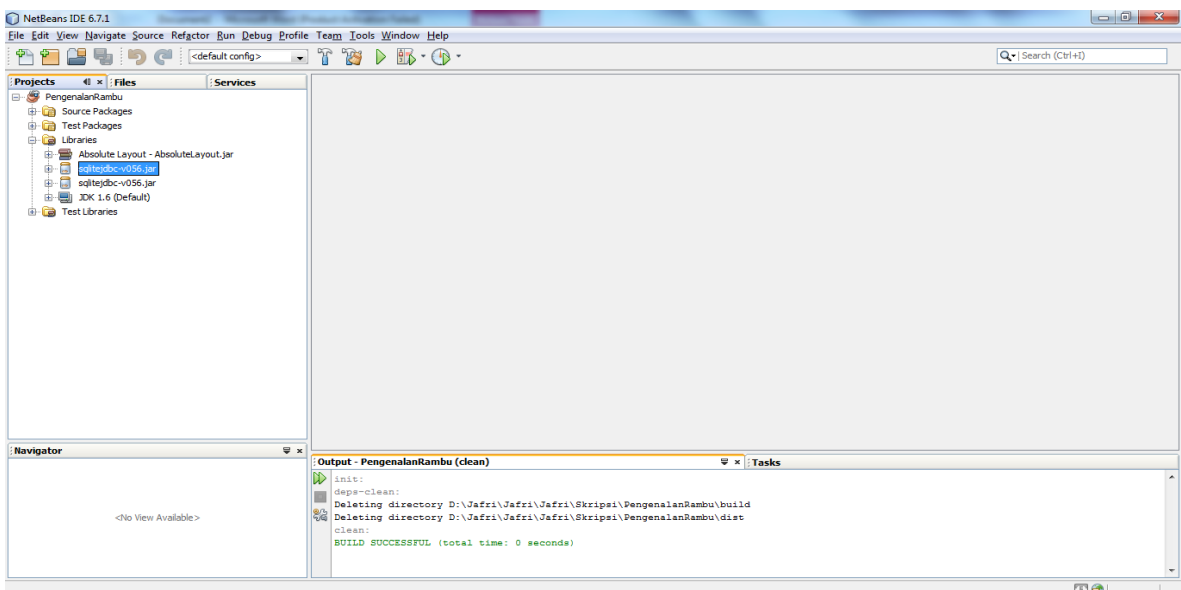 NetBeans IDE 6.7.1
File Edit View Navigate Source Refactor Run Debug Profile Team Tools Window Help
<default config>
Search (Ctrl+I)
Projects Files Services
PengenalanRambu
Source Packages
Test Packages
Libraries
Absolute Layout - AbsoluteLayout.jar
sqlitejdbc-v056.jar
sqlitejdbc-v056.jar
JDK 1.6 (Default)
Test Libraries
Navigator
<No View Available>
Output - PengenalanRambu (clean) Tasks
init:
deps-clean:
Deleting directory D:\Jafri\Jafri\Jafri\Skripsi\PengenalanRambu\build
Deleting directory D:\Jafri\Jafri\Jafri\Skripsi\PengenalanRambu\dist
clean:
BUILD SUCCESSFUL (total time: 0 seconds)